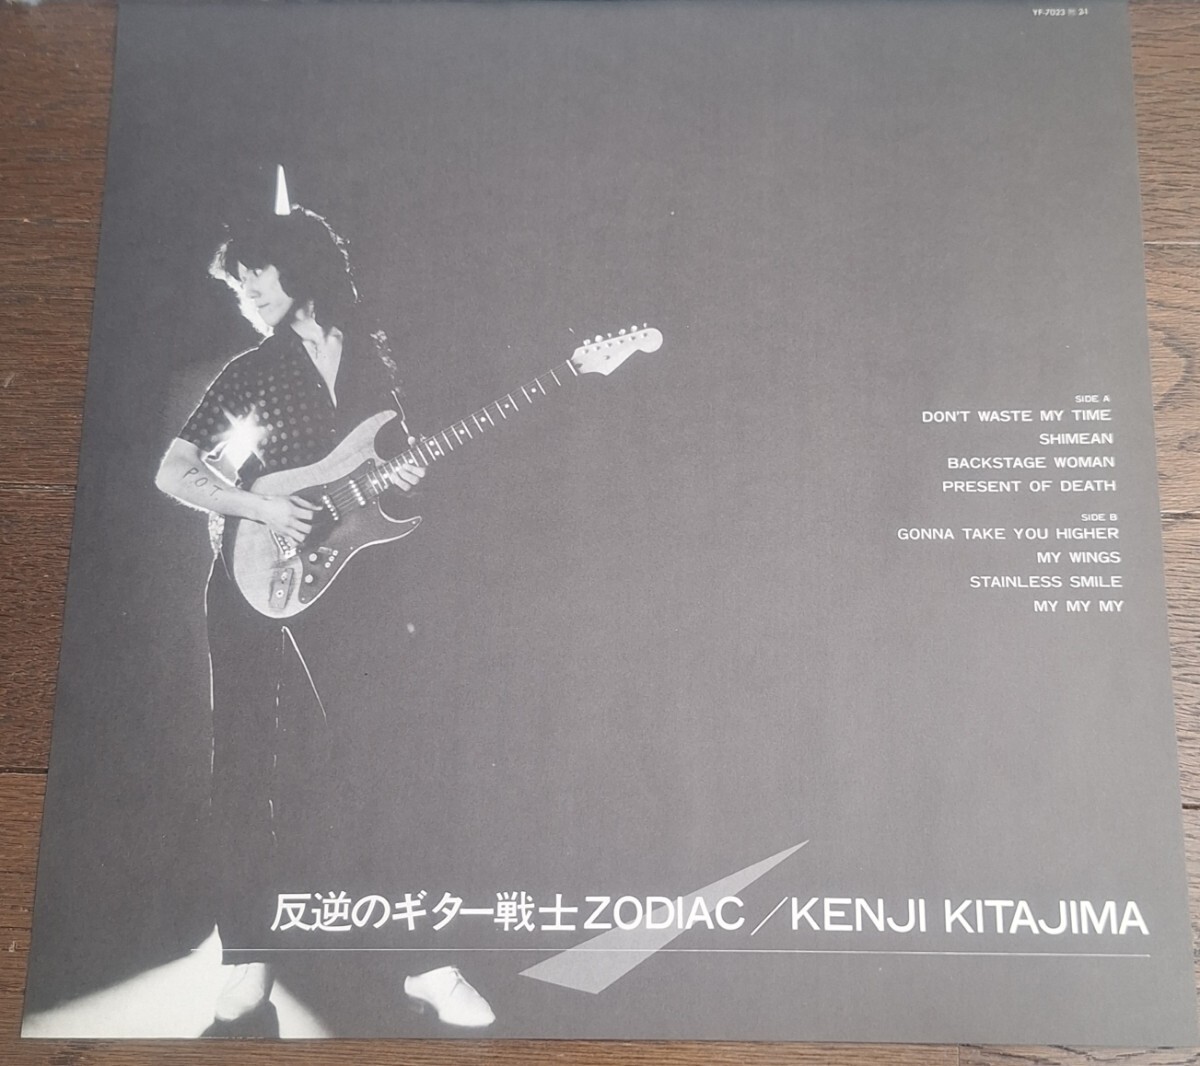 YF-7023
P.O.T.
SIDE A
DON'T WASTE MY TIME
SHIMEAN
BACKSTAGE WOMAN
PRESENT OF DEATH
SIDE B
GONNA TAKE YOU HIGHER
MY WINGS
STAINLESS SMILE
MY MY MY
反逆のギター戦士ZODIAC/KENJI KITAJIMA